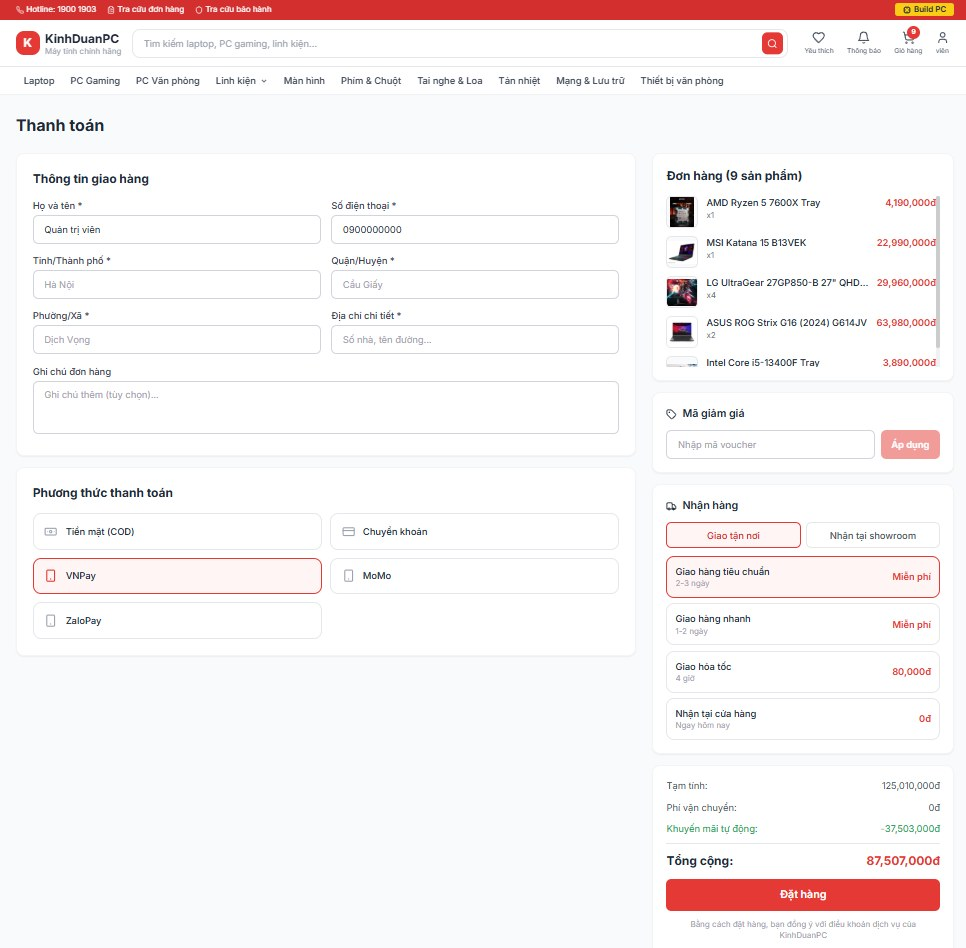 Hotline: 1900 1903 Tra cứu đơn hàng Tra cứu bảo hành Build PC
K KinhDuanPC
Máy tính chính hãng
Tìm kiếm laptop, PC gaming, linh kiện...
Yêu thích Thông báo 9 Giỏ hàng viên
Laptop PC Gaming PC Văn phòng Linh kiện Màn hình Phím & Chuột Tai nghe & Loa Tản nhiệt Mạng & Lưu trữ Thiết bị văn phòng
Thanh toán
Thông tin giao hàng
Họ và tên * Số điện thoại *
Quản trị viên 0900000000
Tỉnh/Thành phố * Quận/Huyện *
Hà Nội Cầu Giấy
Phường/Xã * Địa chỉ chi tiết *
Dịch Vọng Số nhà, tên đường...
Ghi chú đơn hàng
Ghi chú thêm (tùy chọn)...
Phương thức thanh toán
Tiền mặt (COD) Chuyển khoản
VNPay MoMo
ZaloPay
Đơn hàng (9 sản phẩm)
AMD Ryzen 5 7600X Tray 4,190,000đ
x1
MSI Katana 15 B13VEK 22,990,000đ
x1
LG UltraGear 27GP850-B 27" QHD... 29,960,000đ
x4
ASUS ROG Strix G16 (2024) G614JV 63,980,000đ
x2
Intel Core i5-13400F Tray 3,890,000đ
Mã giảm giá
Nhập mã voucher Áp dụng
Nhận hàng
Giao tận nơi Nhận tại showroom
Giao hàng tiêu chuẩn Miễn phí
2-3 ngày
Giao hàng nhanh Miễn phí
1-2 ngày
Giao hỏa tốc 80,000đ
4 giờ
Nhận tại cửa hàng 0đ
Ngay hôm nay
Tạm tính: 125,010,000đ
Phí vận chuyển: 0đ
Khuyến mãi tự động: -37,503,000đ
Tổng cộng: 87,507,000đ
Đặt hàng
Bằng cách đặt hàng, bạn đồng ý với điều khoản dịch vụ của
KinhDuanPC